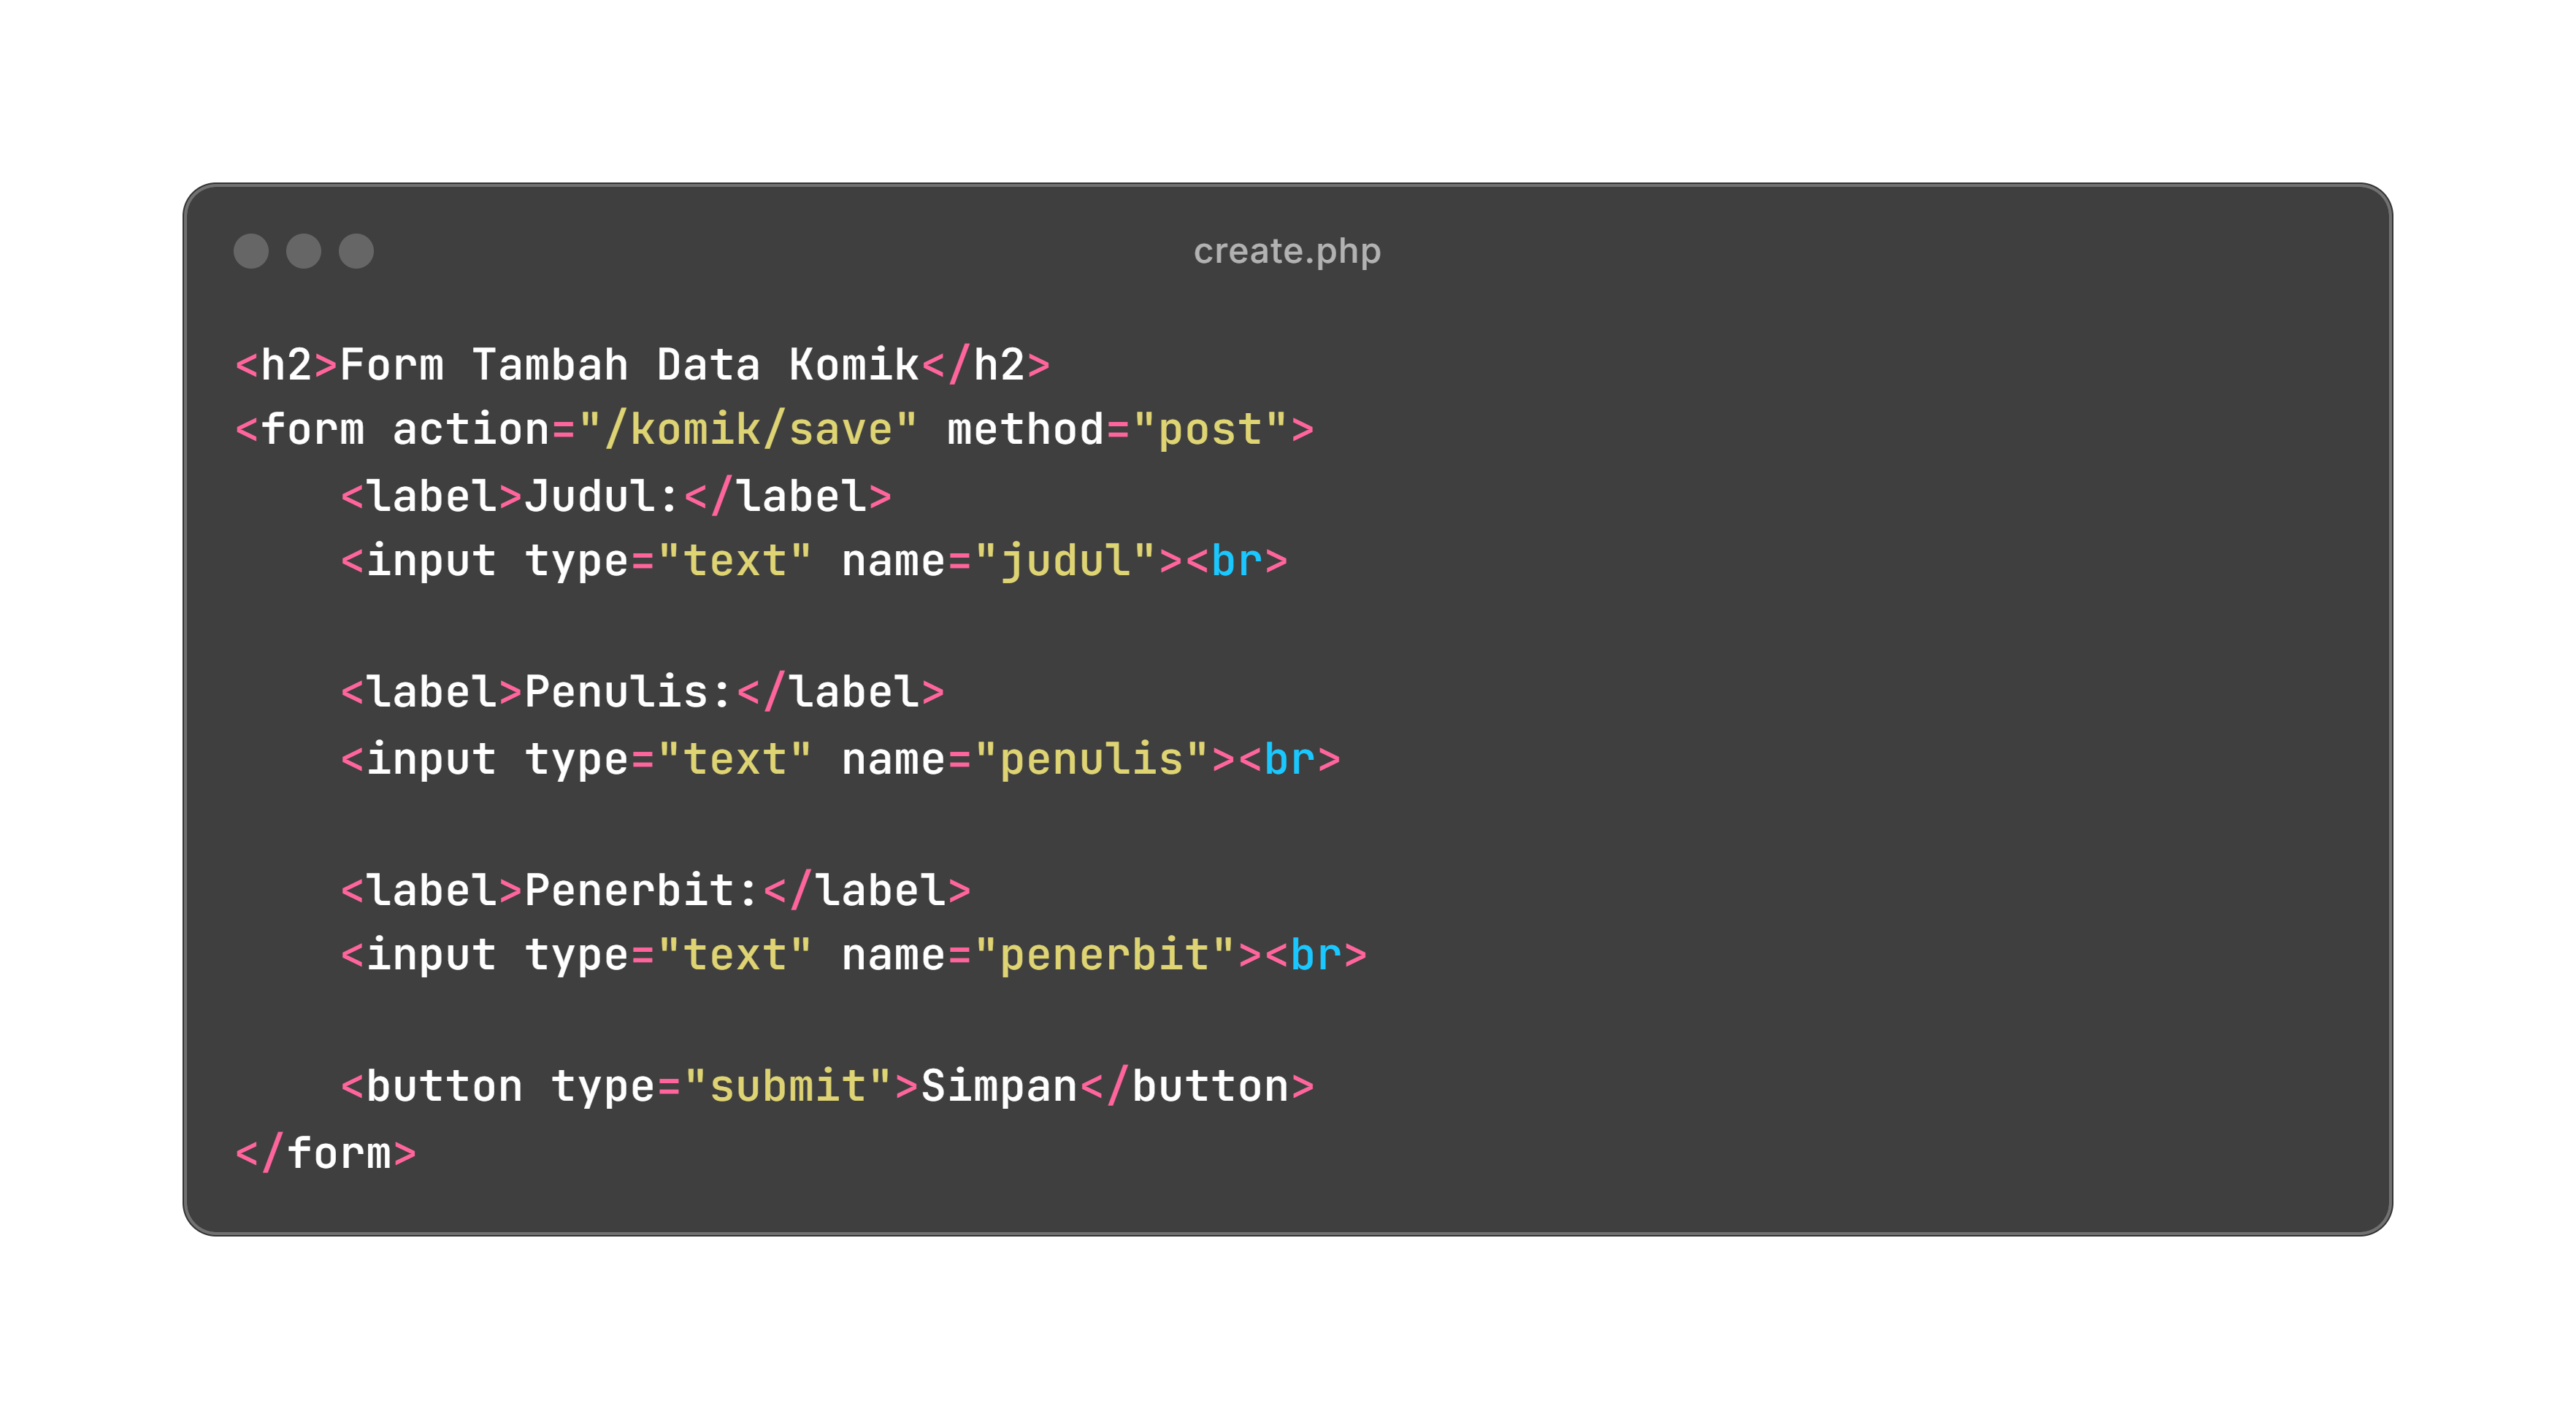 create.php
<h2>Form Tambah Data Komik</h2>
<form action="/komik/save" method="post">
    <label>Judul:</label>
    <input type="text" name="judul"><br>
    <label>Penulis:</label>
    <input type="text" name="penulis"><br>
    <label>Penerbit:</label>
    <input type="text" name="penerbit"><br>
    <button type="submit">Simpan</button>
</form>